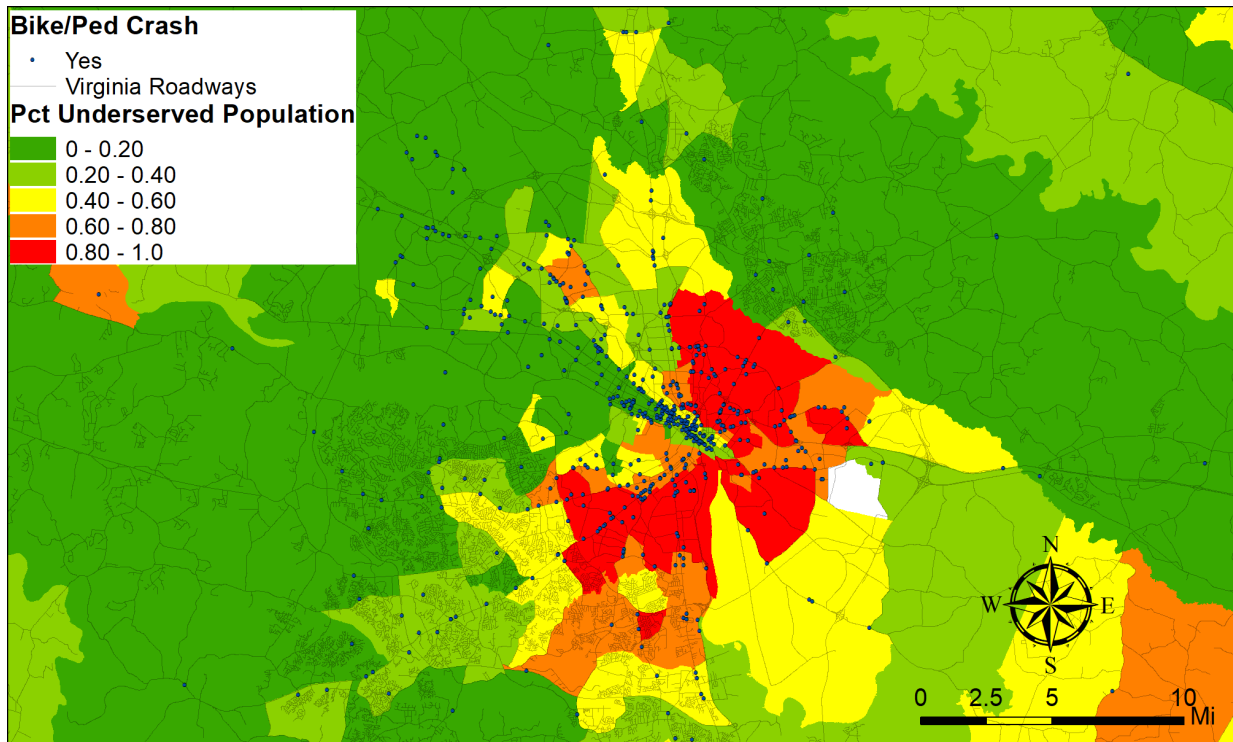 Bike/Ped Crash
Yes
Virginia Roadways
Pct Underserved Population
0 - 0.20
0.20 - 0.40
0.40 - 0.60
0.60 - 0.80
0.80 - 1.0
N
W E
S
0 2.5 5 10
Mi